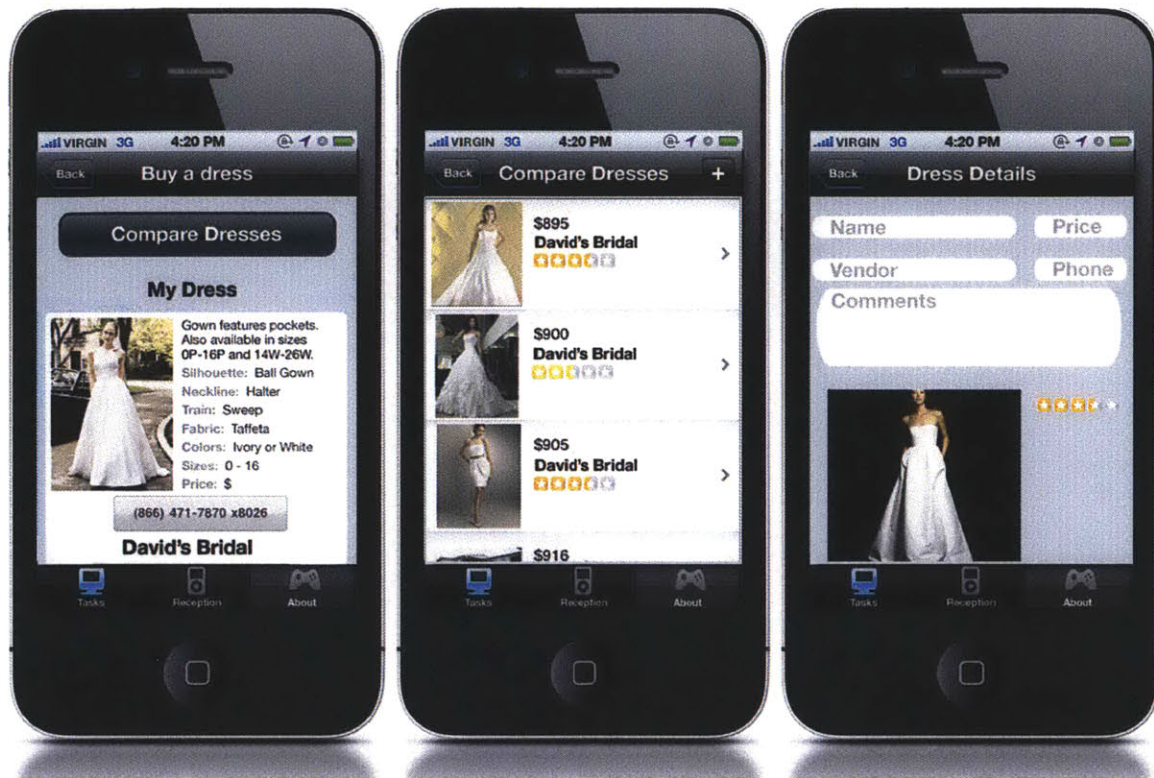 VIRGIN 3G 4:20 PM
Back Buy a dress
Compare Dresses
My Dress
Gown features pockets.
Also available in sizes
0P-16P and 14W-26W.
Silhouette: Ball Gown
Neckline: Halter
Train: Sweep
Fabric: Taffeta
Colors: Ivory or White
Sizes: 0 - 16
Price: $
(866) 471-7870 x8026
David's Bridal
Tasks Reception About
VIRGIN 3G 4:20 PM
Back Compare Dresses +
$895
David's Bridal
$900
David's Bridal
$905
David's Bridal
$916
Tasks Reception About
VIRGIN 3G 4:20 PM
Back Dress Details
Name Price
Vendor Phone
Comments
Tasks Reception About